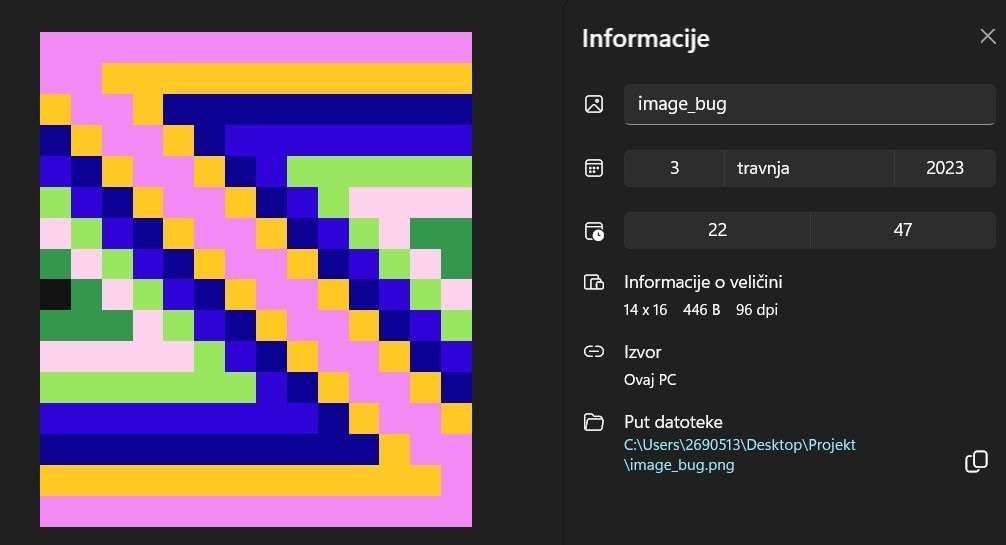 Informacije
image_bug
3 travnja 2023
22 47
Informacije o veličini
14 x 16 446 B 96 dpi
Izvor
Ovaj PC
Put datoteke
C:\Users\2690513\Desktop\Projekt
\image_bug.png